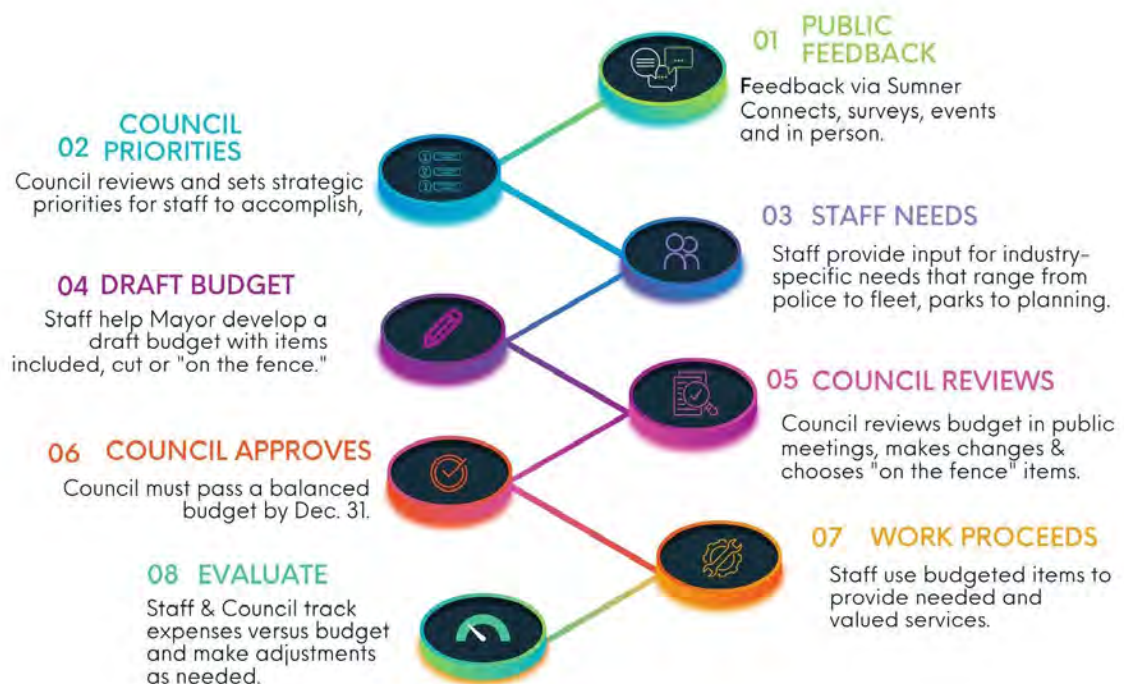 01 PUBLIC
FEEDBACK
Feedback via Sumner
Connects, surveys, events
and in person.
02 COUNCIL
PRIORITIES
Council reviews and sets strategic
priorities for staff to accomplish,
03 STAFF NEEDS
Staff provide input for industry-
specific needs that range from
police to fleet, parks to planning.
04 DRAFT BUDGET
Staff help Mayor develop a
draft budget with items
included, cut or "on the fence."
05 COUNCIL REVIEWS
Council reviews budget in public
meetings, makes changes &
chooses "on the fence" items.
06 COUNCIL APPROVES
Council must pass a balanced
budget by Dec. 31.
07 WORK PROCEEDS
Staff use budgeted items to
provide needed and
valued services.
08 EVALUATE
Staff & Council track
expenses versus budget
and make adjustments
as needed.